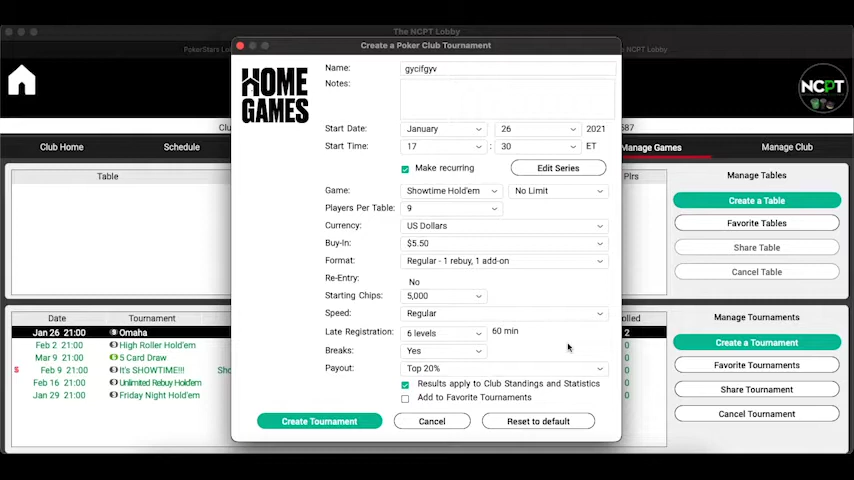 The NCPT Lobby
PokerStars Lob
NCPT Lobby
Create a Poker Club Tournament
HOME
GAMES
NCPT
Name: gycifgyv
Notes:
Start Date: January 26 2021
Start Time: 17 : 30 ET
Make recurring Edit Series
Game: Showtime Hold'em No Limit
Players Per Table: 9
Currency: US Dollars
Buy-In: $5.50
Format: Regular - 1 rebuy, 1 add-on
Re-Entry: No
Starting Chips: 5,000
Speed: Regular
Late Registration: 6 levels 60 min
Breaks: Yes
Payout: Top 20%
Results apply to Club Standings and Statistics
Add to Favorite Tournaments
Create Tournament Cancel Reset to default
Clu
587
Club Home Schedule Manage Games Manage Club
Table Plrs
Manage Tables
Create a Table
Favorite Tables
Share Table
Cancel Table
Date Tournament olled
Jan 26 21:00 Omaha 2
Feb 2 21:00 High Roller Hold'em 0
Mar 9 21:00 5 Card Draw 0
S Feb 9 21:00 It's SHOWTIME!!! Sho 0
Feb 16 21:00 Unlimited Rebuy Hold'em 0
Jan 29 21:00 Friday Night Hold'em 0
Manage Tournaments
Create a Tournament
Favorite Tournaments
Share Tournament
Cancel Tournament